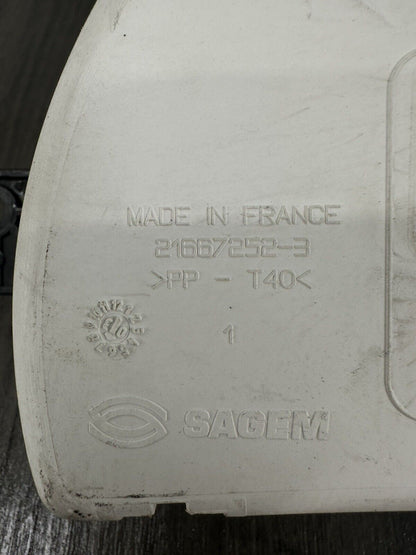 MADE IN FRANCE
21667252-3
>PP - T40<
1
SAGEM